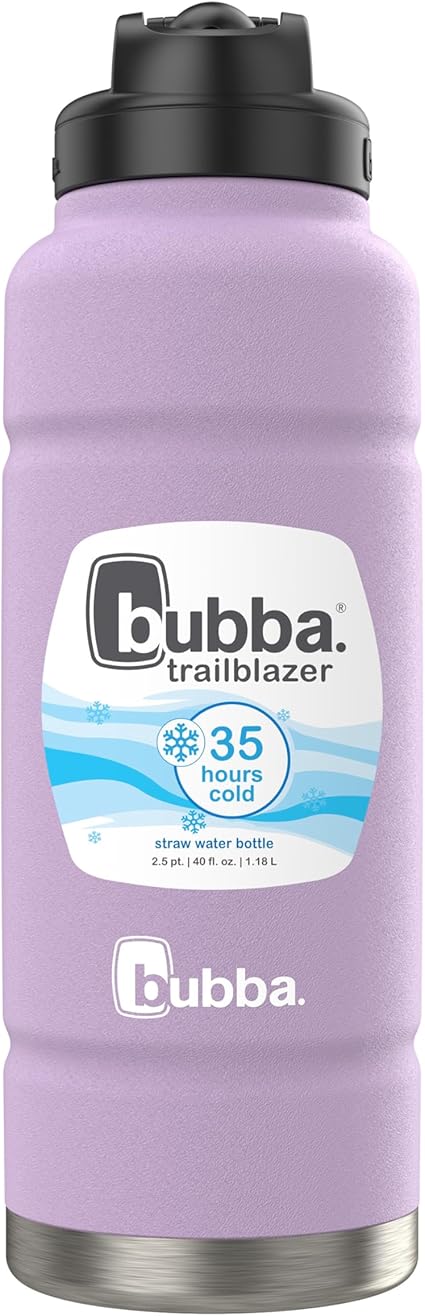 bubba.®
trailblazer
35
hours
cold
straw water bottle
2.5 pt. | 40 fl. oz. | 1.18 L
bubba.